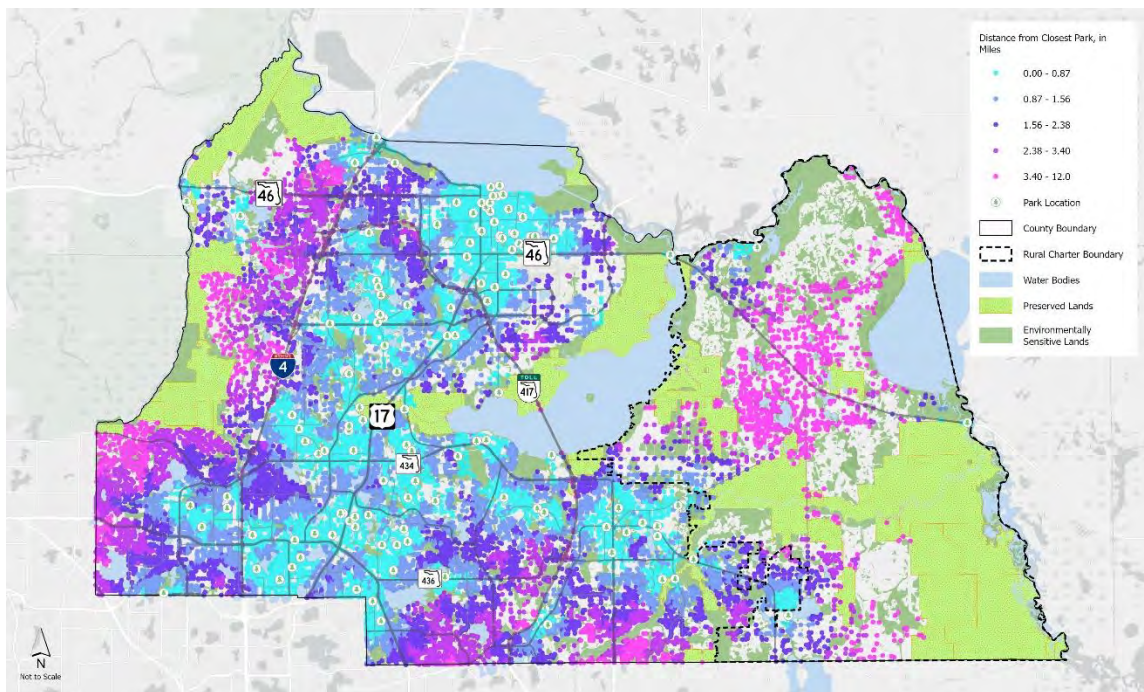 Distance from Closest Park, in
Miles
0.00 - 0.87
0.87 - 1.56
1.56 - 2.38
2.38 - 3.40
3.40 - 12.0
Park Location
County Boundary
Rural Charter Boundary
Water Bodies
Preserved Lands
Environmentally
Sensitive Lands
46
46
4
TOLL
417
17
434
436
N
Not to Scale